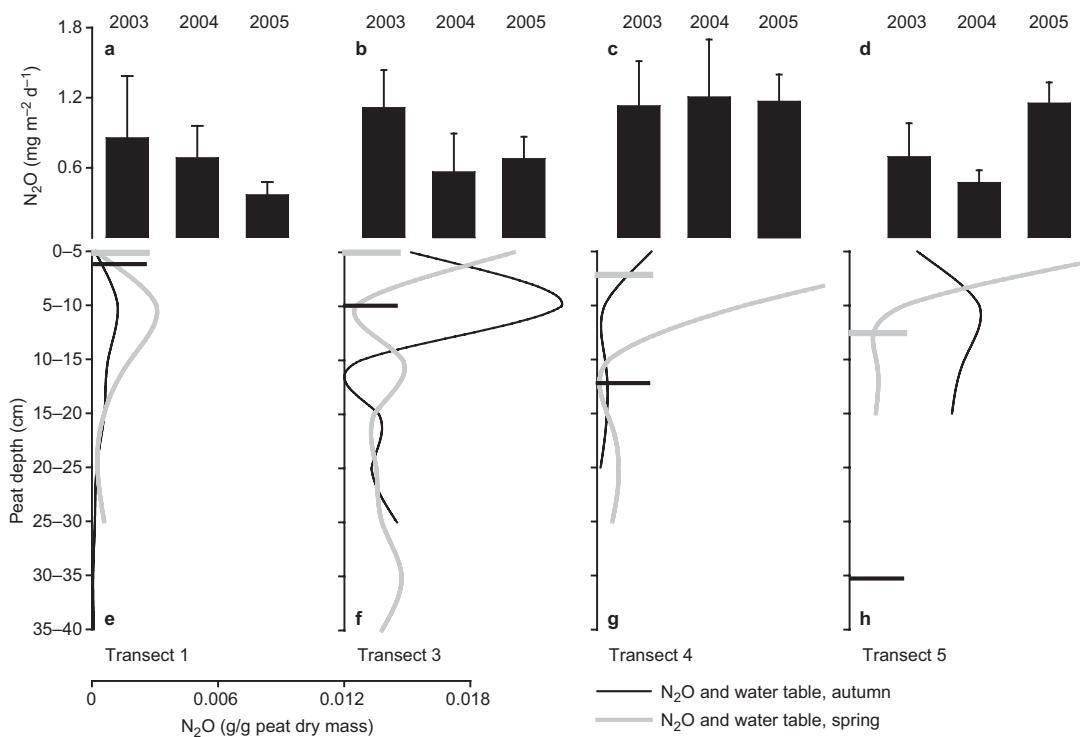 2003 2004 2005 2003 2004 2005 2003 2004 2005 2003 2004 2005
a b c d
N₂O (mg m⁻² d⁻¹)
1.8
1.2
0.6
Peat depth (cm)
0–5
5–10
10–15
15–20
20–25
25–30
30–35
35–40
e f g h
Transect 1 Transect 3 Transect 4 Transect 5
0 0.006 0.012 0.018
N₂O (g/g peat dry mass)
N₂O and water table, autumn
N₂O and water table, spring